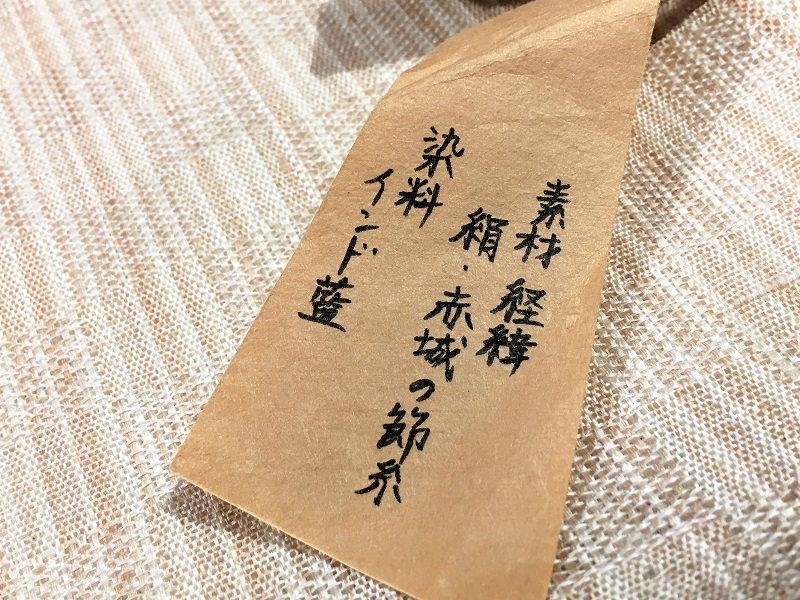 素材 経緯
絹・赤城の節糸
染料
インド藍